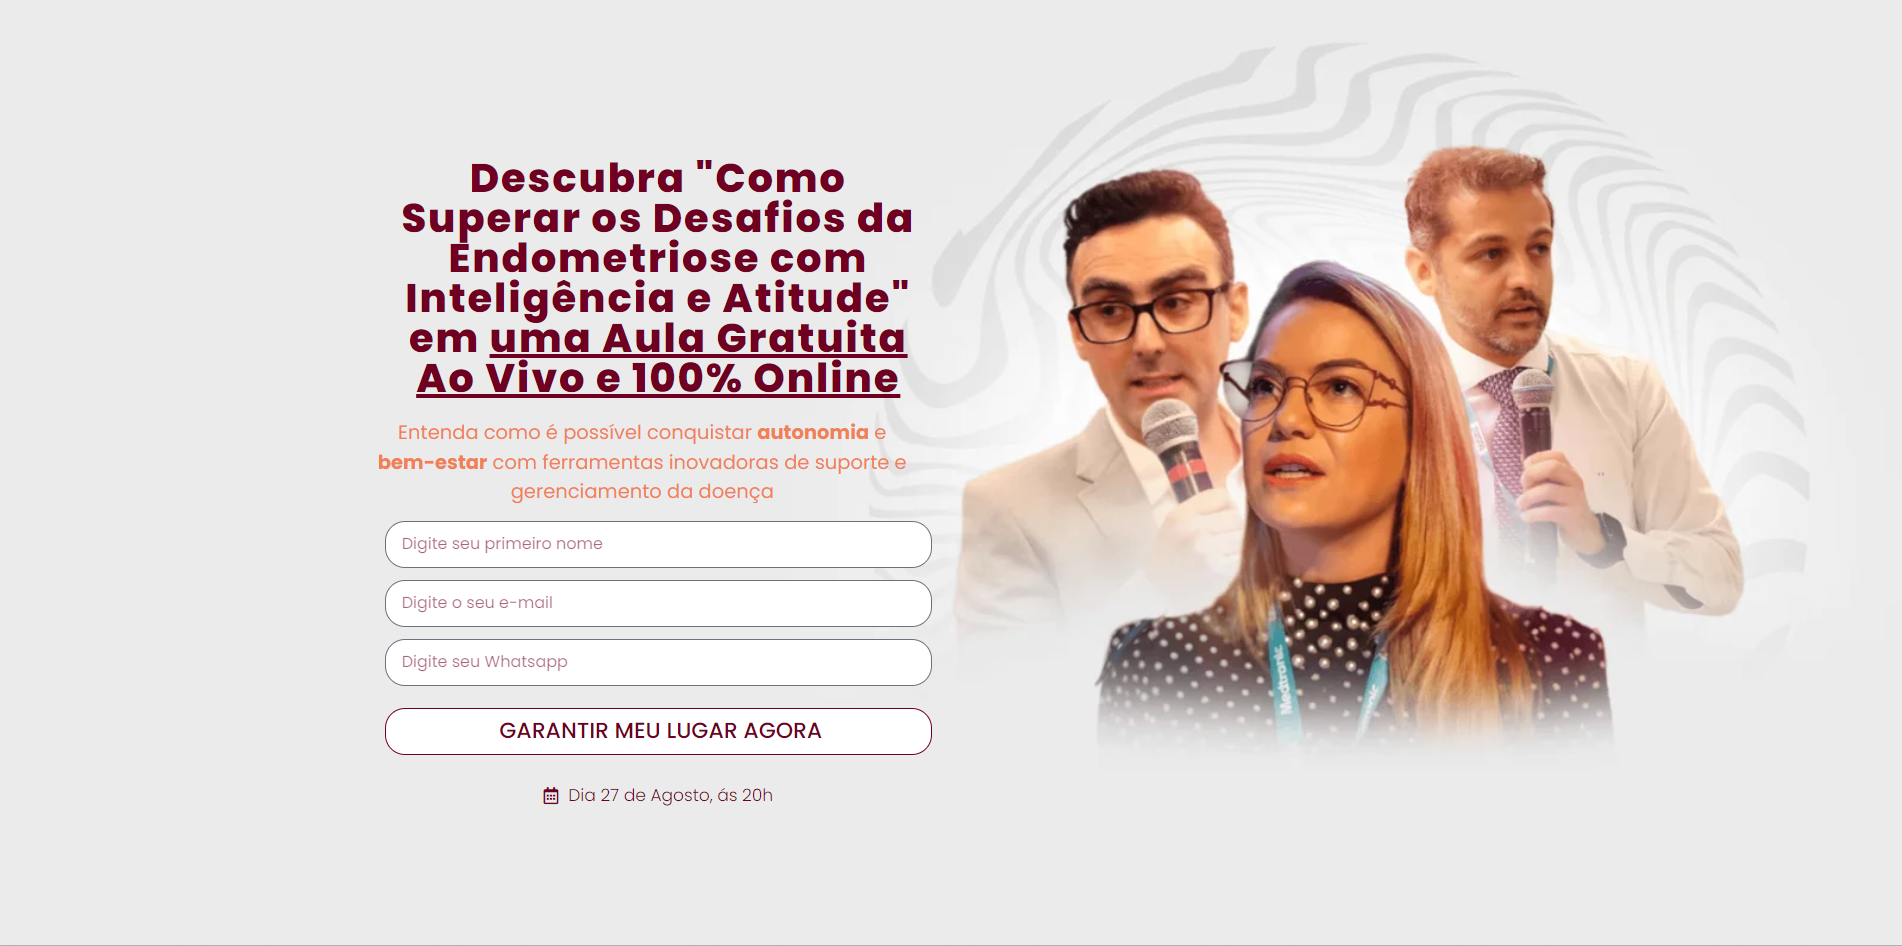 Descubra "Como
Superar os Desafios da
Endometriose com
Inteligência e Atitude"
em uma Aula Gratuita
Ao Vivo e 100% Online
Entenda como é possível conquistar autonomia e
bem-estar com ferramentas inovadoras de suporte e
gerenciamento da doença
Digite seu primeiro nome
Digite o seu e-mail
Digite seu Whatsapp
GARANTIR MEU LUGAR AGORA
Dia 27 de Agosto, ás 20h
Medtronic